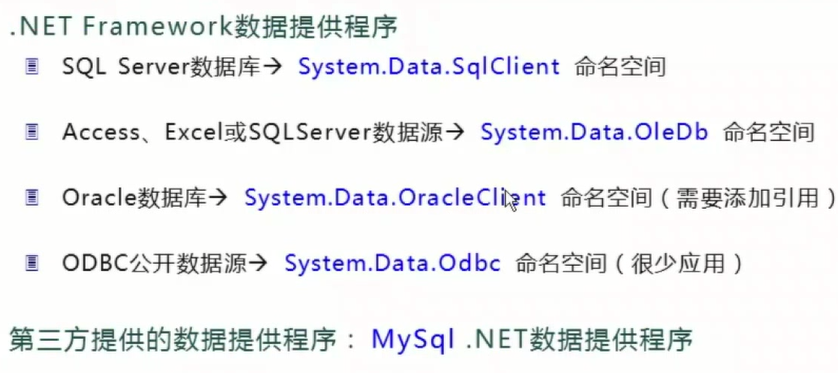 .NET Framework数据提供程序
SQL Server数据库→ System.Data.SqlClient 命名空间
Access、Excel或SQLServer数据源→ System.Data.OleDb 命名空间
Oracle数据库→ System.Data.OracleClient 命名空间（需要添加引用）
ODBC公开数据源→ System.Data.Odbc 命名空间（很少应用）
第三方提供的数据提供程序：MySql .NET数据提供程序